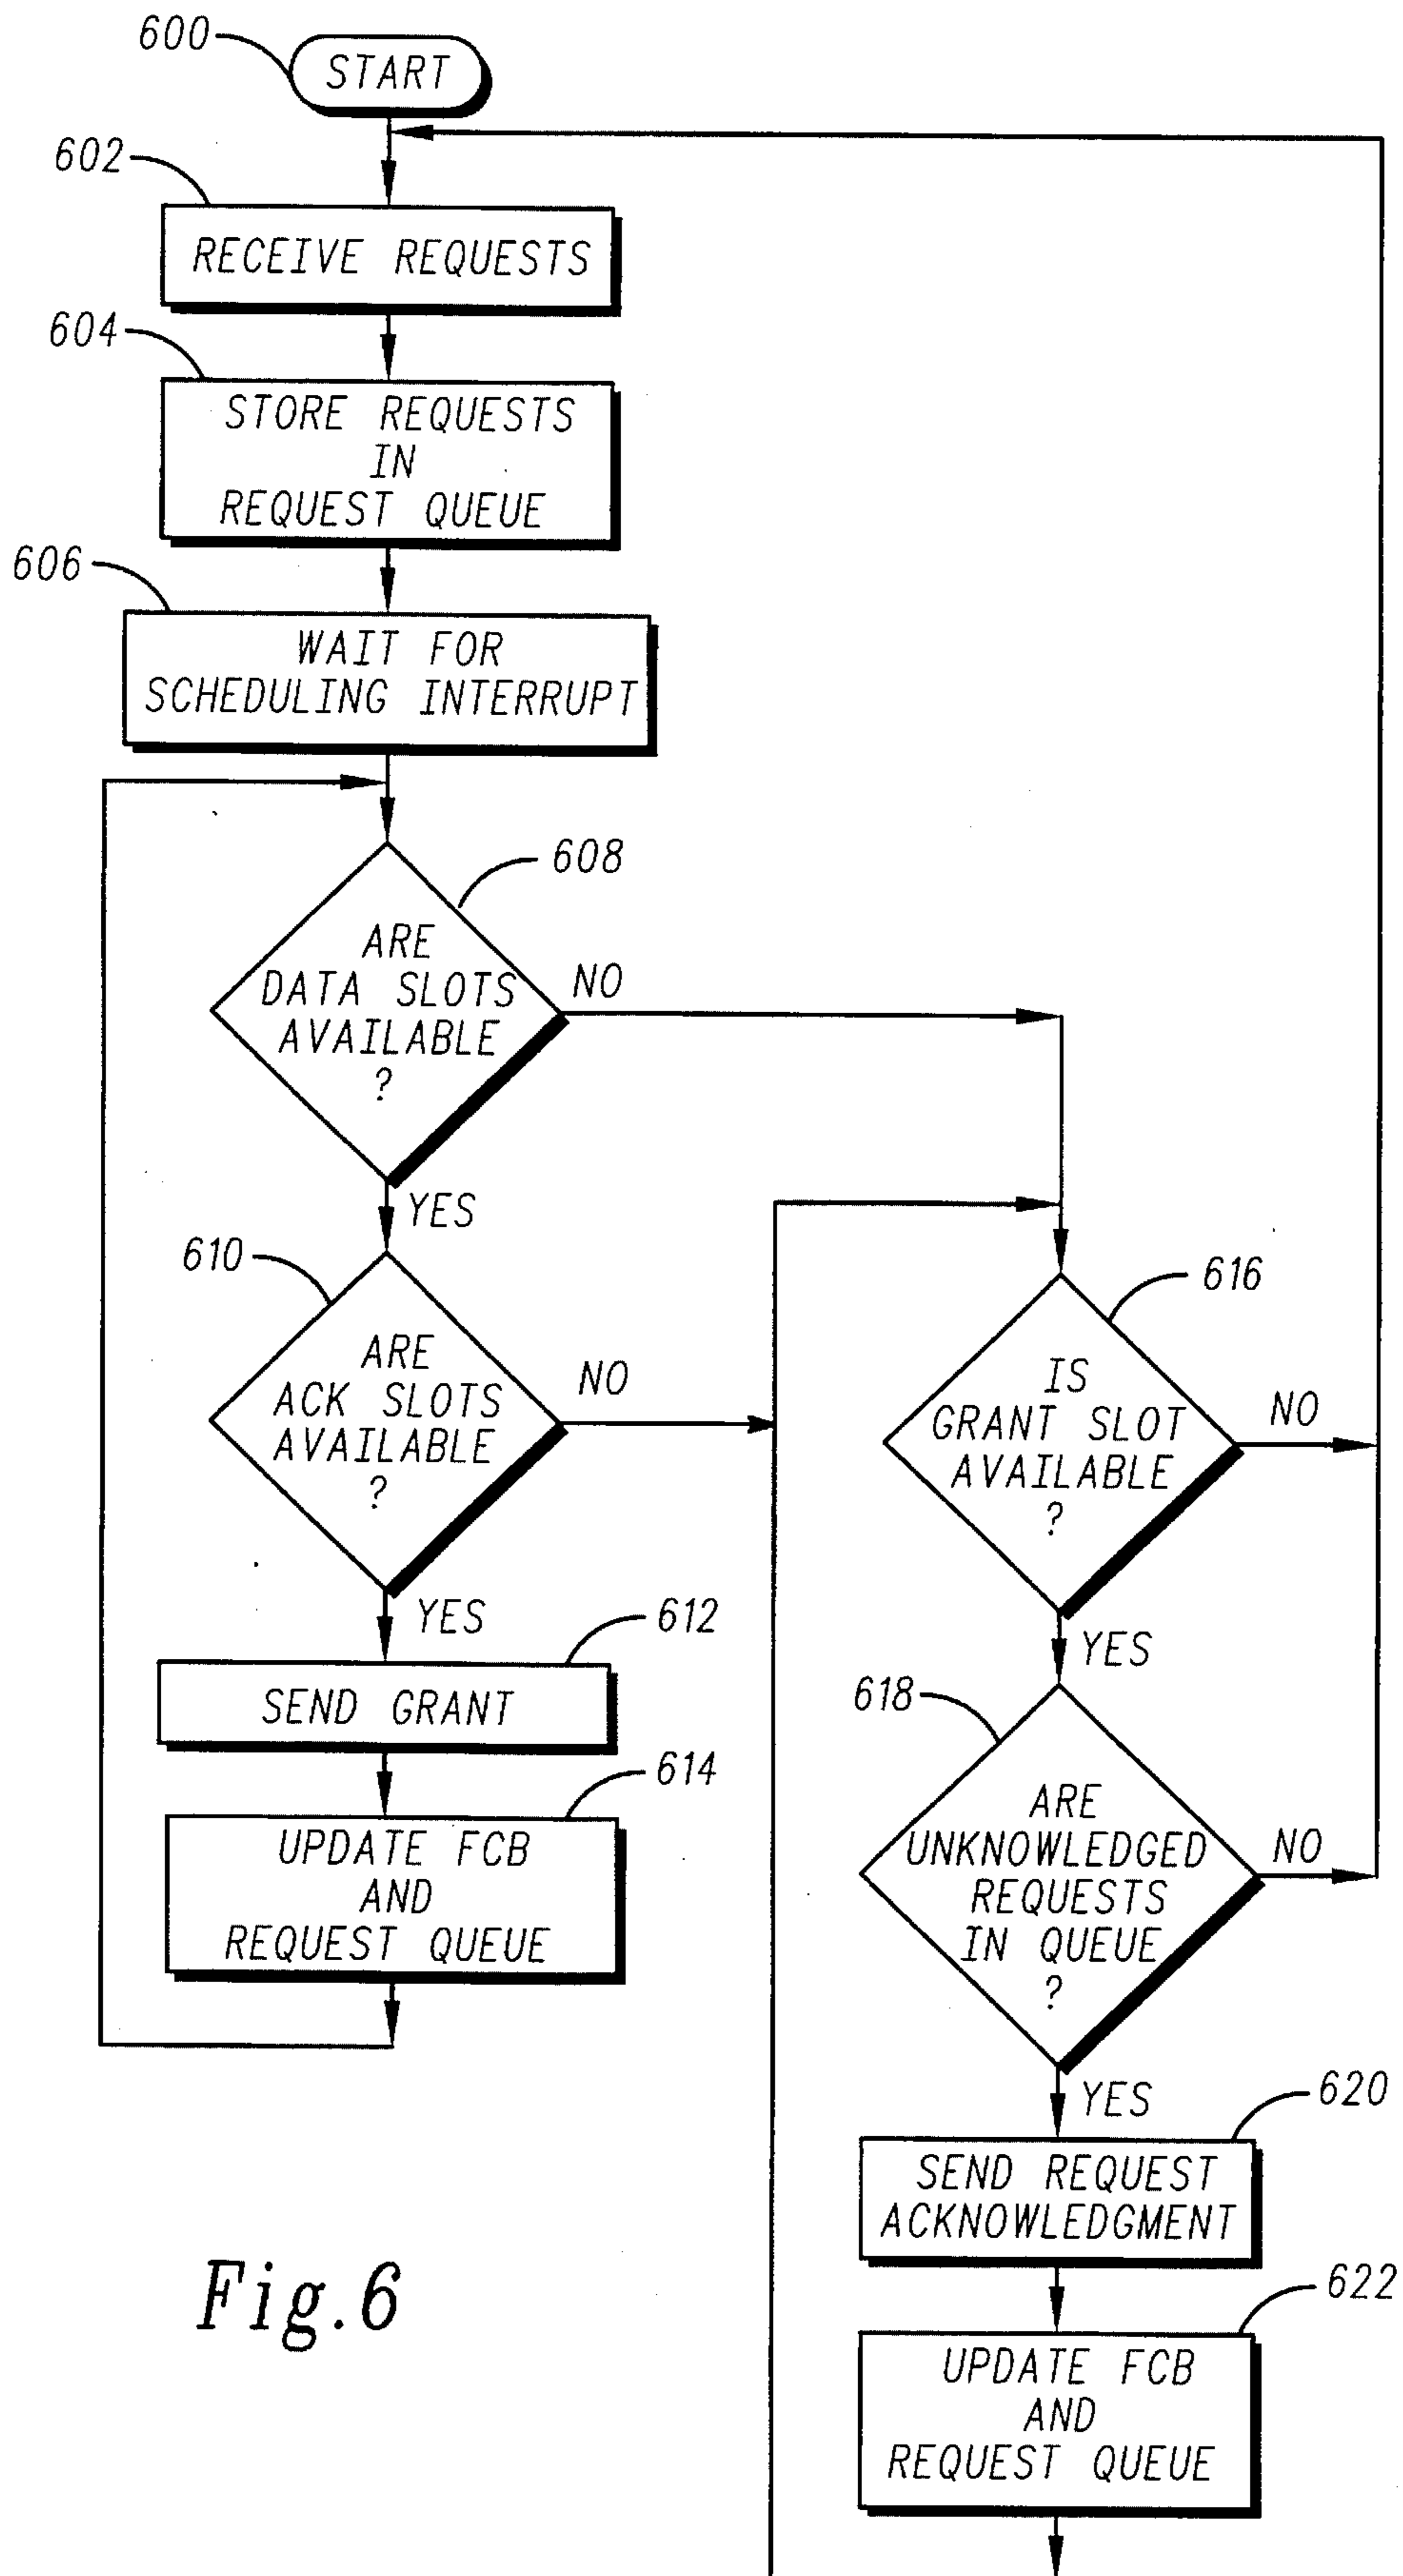 600
START
602
RECEIVE REQUESTS
604
STORE REQUESTS
IN
REQUEST QUEUE
606
WAIT FOR
SCHEDULING INTERRUPT
608
ARE
DATA SLOTS
AVAILABLE
?
NO
YES
610
ARE
ACK SLOTS
AVAILABLE
?
NO
YES
612
SEND GRANT
614
UPDATE FCB
AND
REQUEST QUEUE
616
IS
GRANT SLOT
AVAILABLE
?
NO
YES
618
ARE
UNKNOWLEDGED
REQUESTS
IN QUEUE
?
NO
YES
620
SEND REQUEST
ACKNOWLEDGMENT
622
UPDATE FCB
AND
REQUEST QUEUE
Fig.6